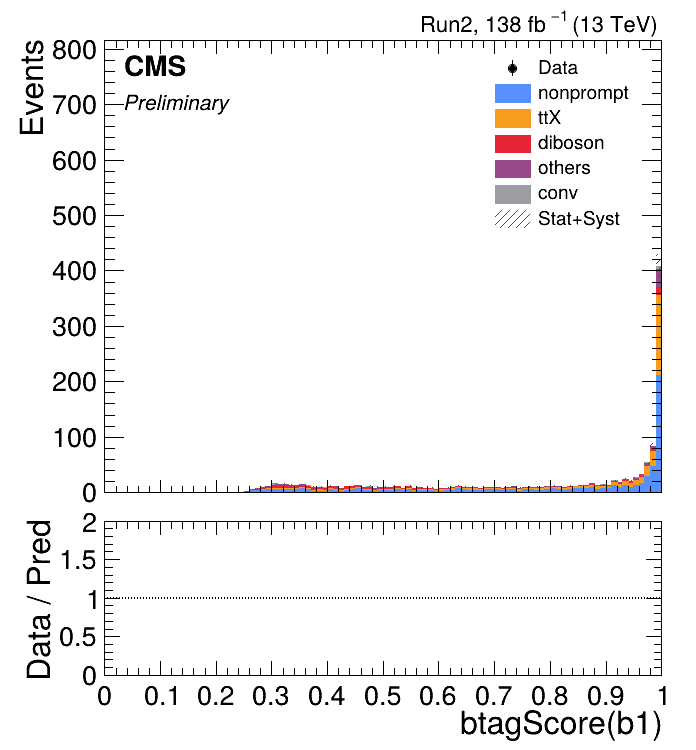 Run2, 138 fb⁻¹ (13 TeV)
Events
800
700
600
500
400
300
200
100
0
CMS
Preliminary
Data
nonprompt
ttX
diboson
others
conv
Stat+Syst
Data / Pred
2
1.5
1
0.5
0
0 0.1 0.2 0.3 0.4 0.5 0.6 0.7 0.8 0.9 1
btagScore(b1)